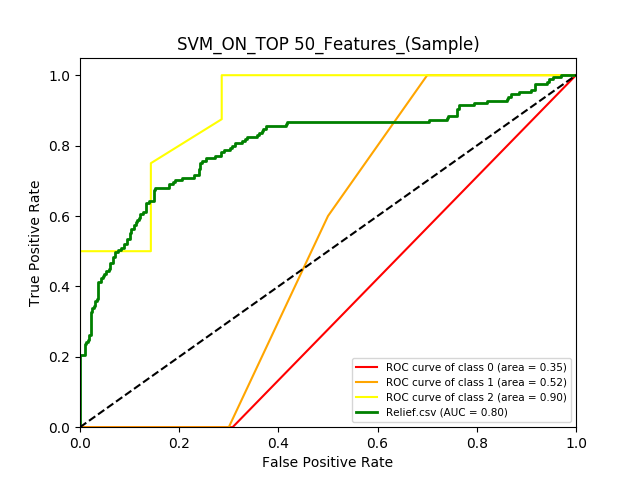 SVM_ON_TOP 50_Features_(Sample)
True Positive Rate
1.0
0.8
0.6
0.4
0.2
0.0
ROC curve of class 0 (area = 0.35)
ROC curve of class 1 (area = 0.52)
ROC curve of class 2 (area = 0.90)
Relief.csv (AUC = 0.80)
0.0 0.2 0.4 0.6 0.8 1.0
False Positive Rate